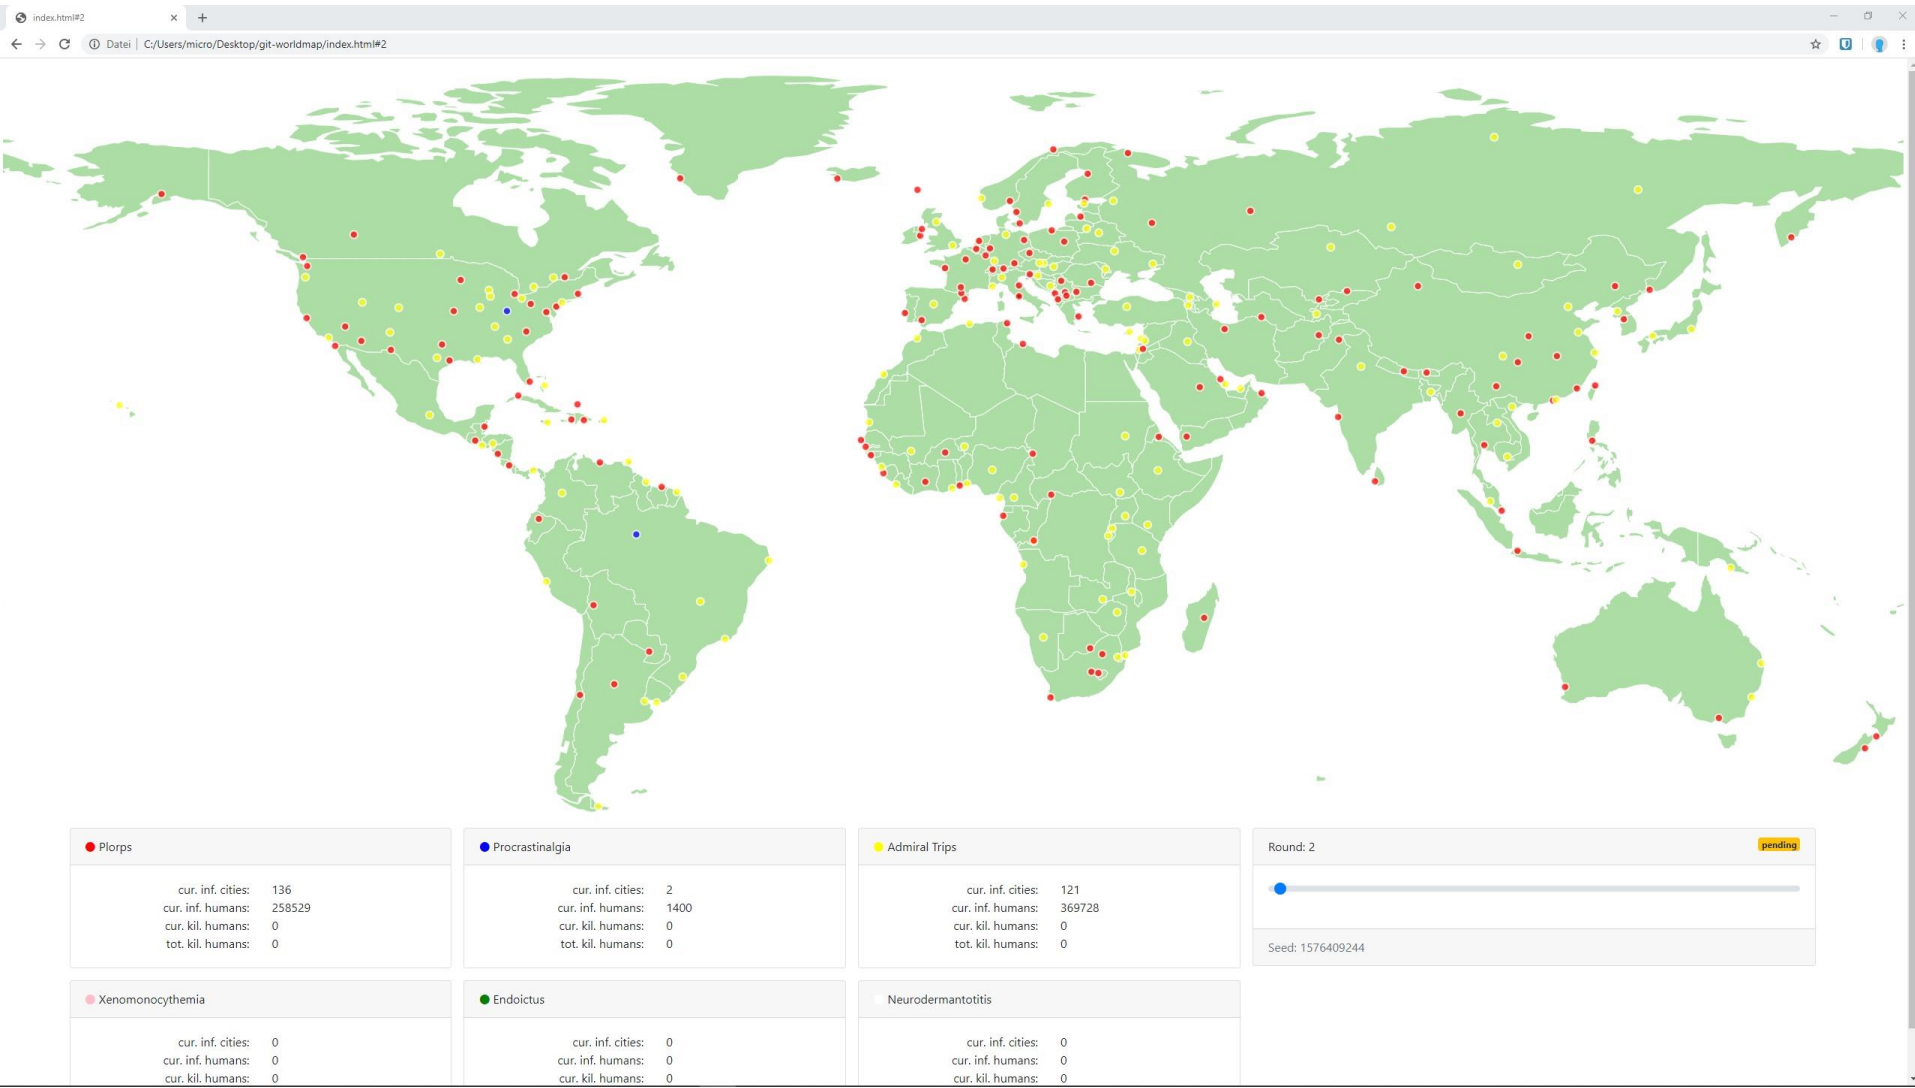 index.html#2
Datei | C:/Users/micro/Desktop/git-worldmap/index.html#2
Plorps
cur. inf. cities: 136
cur. inf. humans: 258529
cur. kil. humans: 0
tot. kil. humans: 0
Procrastinalgia
cur. inf. cities: 2
cur. inf. humans: 1400
cur. kil. humans: 0
tot. kil. humans: 0
Admiral Trips
cur. inf. cities: 121
cur. inf. humans: 369728
cur. kil. humans: 0
tot. kil. humans: 0
Round: 2 pending
Seed: 1576409244
Xenomonocythemia
cur. inf. cities: 0
cur. inf. humans: 0
cur. kil. humans: 0
Endoictus
cur. inf. cities: 0
cur. inf. humans: 0
cur. kil. humans: 0
Neurodermantotitis
cur. inf. cities: 0
cur. inf. humans: 0
cur. kil. humans: 0